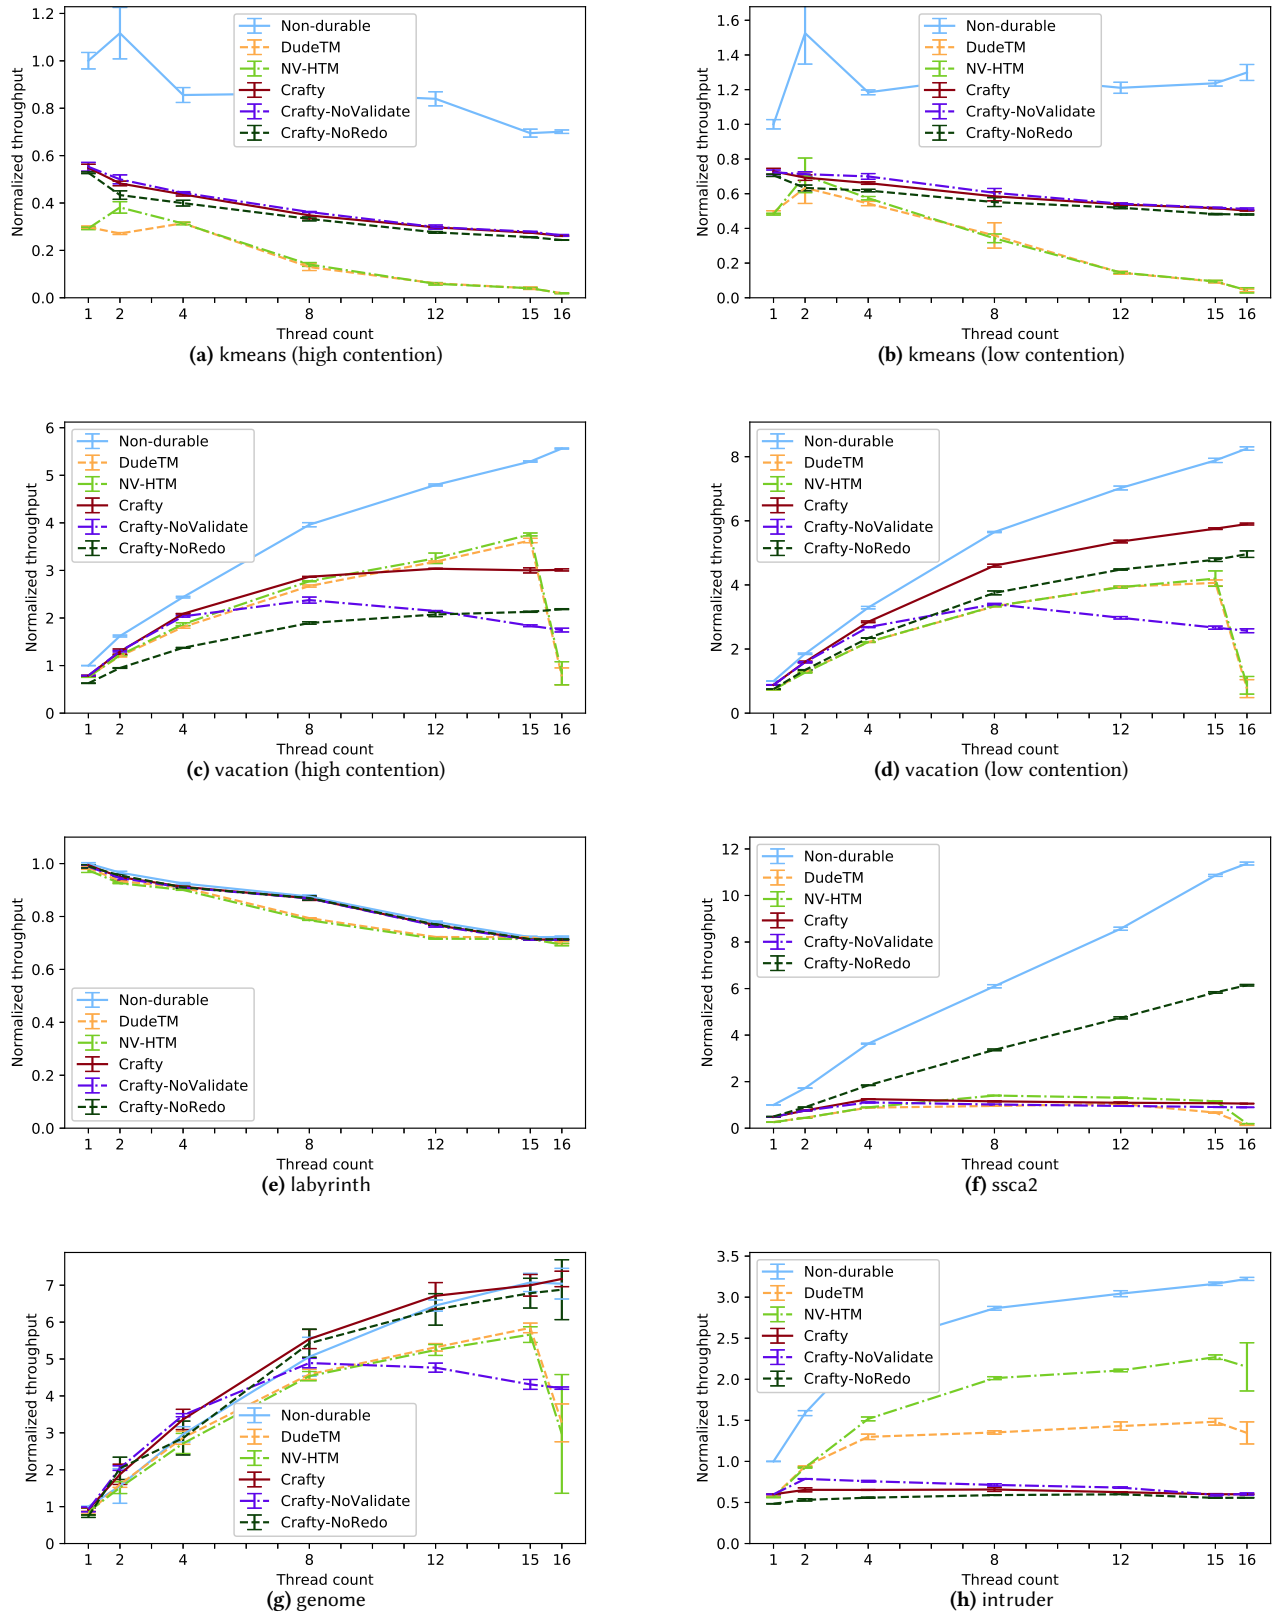 1.2
1.0
0.8
0.6
0.4
0.2
0.0
Normalized throughput
Non-durable
DudeTM
NV-HTM
Crafty
Crafty-NoValidate
Crafty-NoRedo
1 2 4 8 12 15 16
Thread count
(a) kmeans (high contention)
1.6
1.4
1.2
1.0
0.8
0.6
0.4
0.2
0.0
Normalized throughput
Non-durable
DudeTM
NV-HTM
Crafty
Crafty-NoValidate
Crafty-NoRedo
1 2 4 8 12 15 16
Thread count
(b) kmeans (low contention)
6
5
4
3
2
1
0
Normalized throughput
Non-durable
DudeTM
NV-HTM
Crafty
Crafty-NoValidate
Crafty-NoRedo
1 2 4 8 12 15 16
Thread count
(c) vacation (high contention)
8
6
4
2
0
Normalized throughput
Non-durable
DudeTM
NV-HTM
Crafty
Crafty-NoValidate
Crafty-NoRedo
1 2 4 8 12 15 16
Thread count
(d) vacation (low contention)
1.0
0.8
0.6
0.4
0.2
0.0
Normalized throughput
Non-durable
DudeTM
NV-HTM
Crafty
Crafty-NoValidate
Crafty-NoRedo
1 2 4 8 12 15 16
Thread count
(e) labyrinth
12
10
8
6
4
2
0
Normalized throughput
Non-durable
DudeTM
NV-HTM
Crafty
Crafty-NoValidate
Crafty-NoRedo
1 2 4 8 12 15 16
Thread count
(f) ssca2
7
6
5
4
3
2
1
0
Normalized throughput
Non-durable
DudeTM
NV-HTM
Crafty
Crafty-NoValidate
Crafty-NoRedo
1 2 4 8 12 15 16
Thread count
(g) genome
3.5
3.0
2.5
2.0
1.5
1.0
0.5
0.0
Normalized throughput
Non-durable
DudeTM
NV-HTM
Crafty
Crafty-NoValidate
Crafty-NoRedo
1 2 4 8 12 15 16
Thread count
(h) intruder